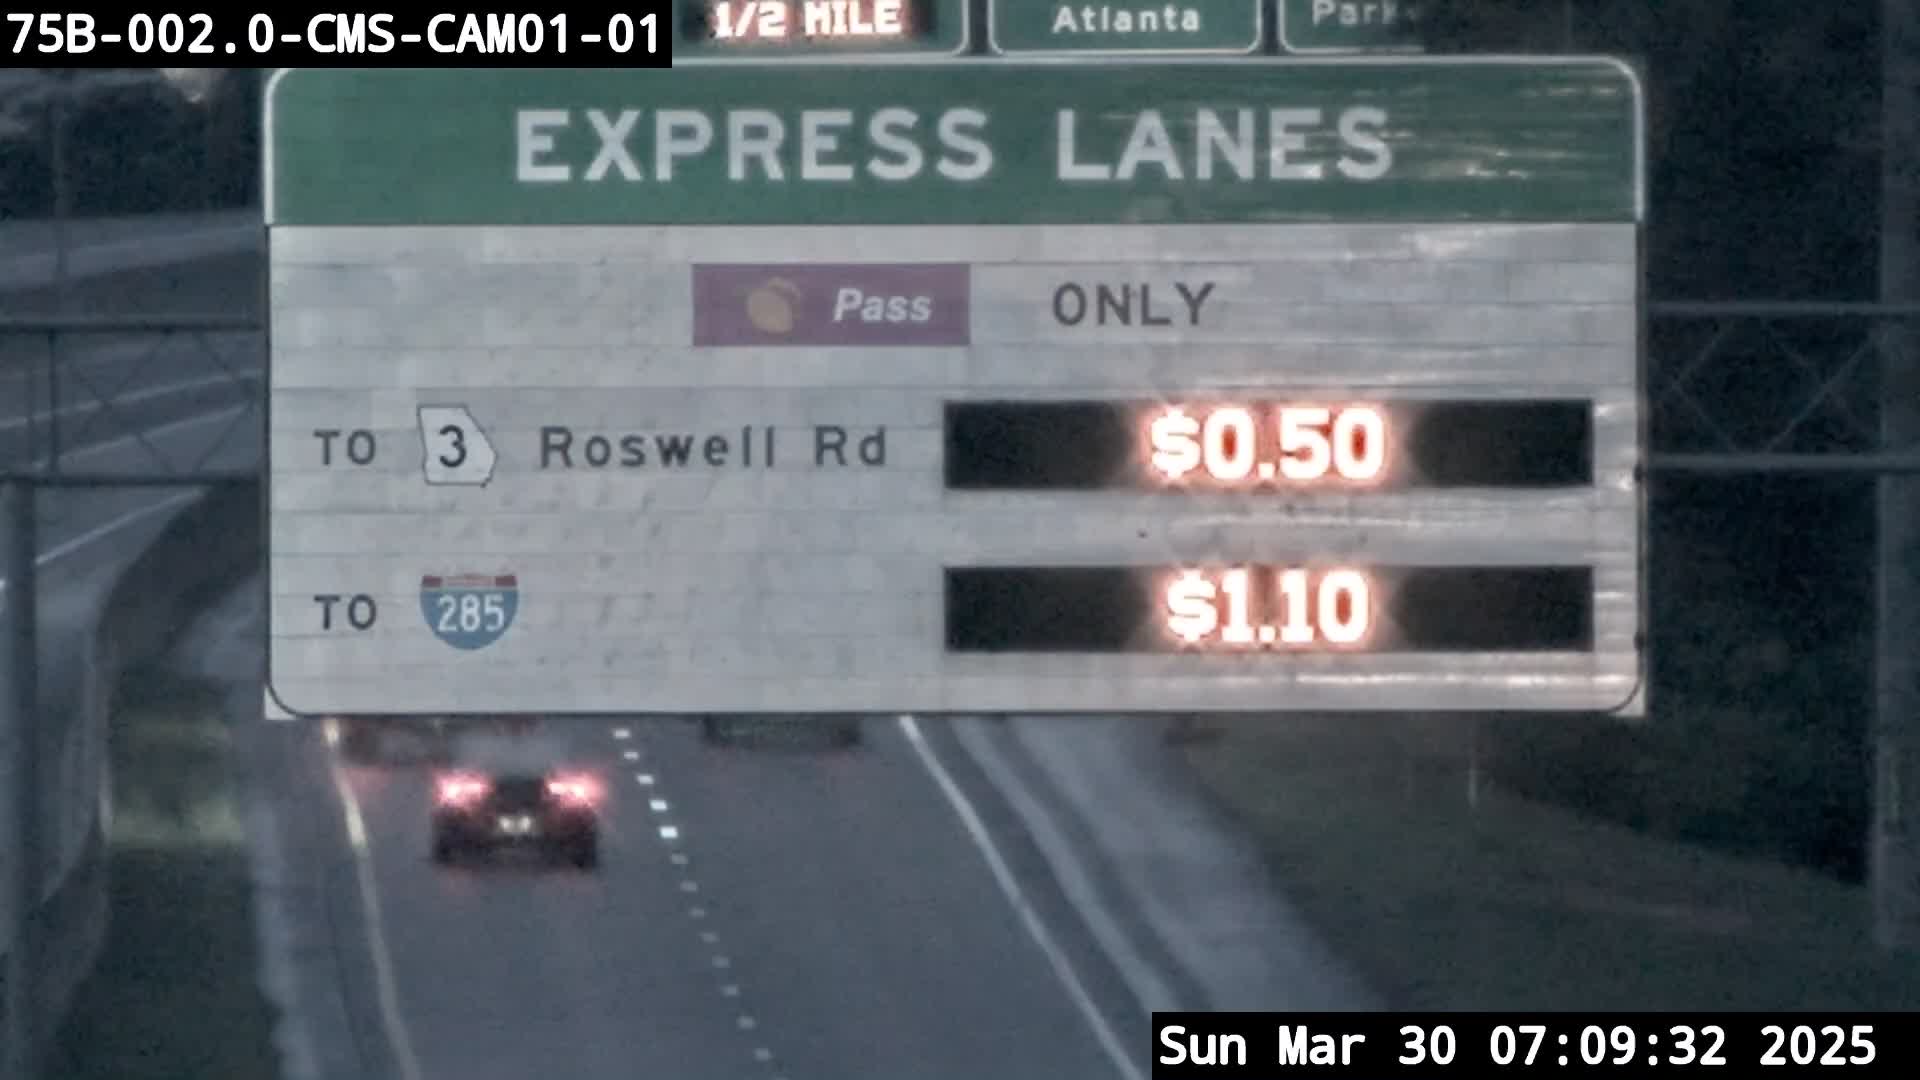 75B-002.0-CMS-CAM01-01
1/2 MILE
Atlanta
EXPRESS LANES
Pass ONLY
TO 3 Roswell Rd $0.50
TO 285 $1.10
Sun Mar 30 07:09:32 2025